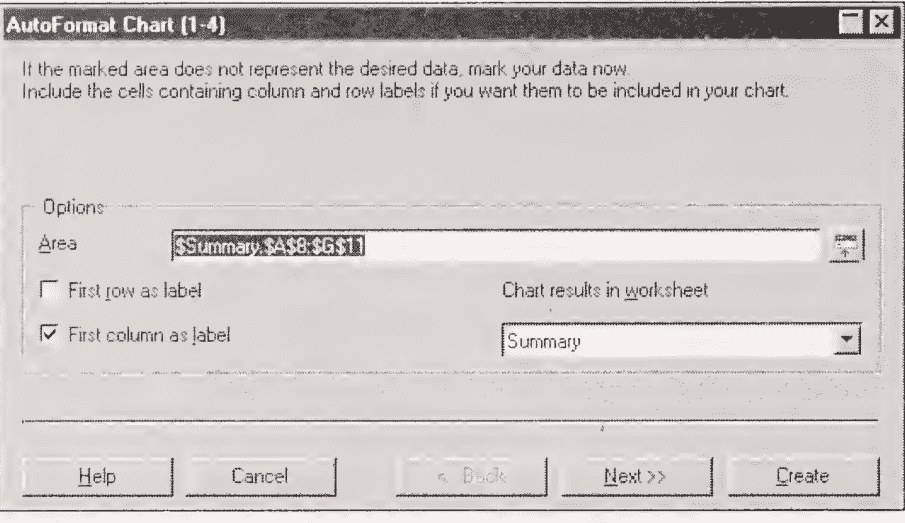 AutoFormat Chart (1-4)
If the marked area does not represent the desired data, mark your data now.
Include the cells containing column and row labels if you want them to be included in your chart.
Options
Area $Summary.$A$8:$G$11
First row as label Chart results in worksheet
First column as label Summary
Help Cancel < Back Next >> Create